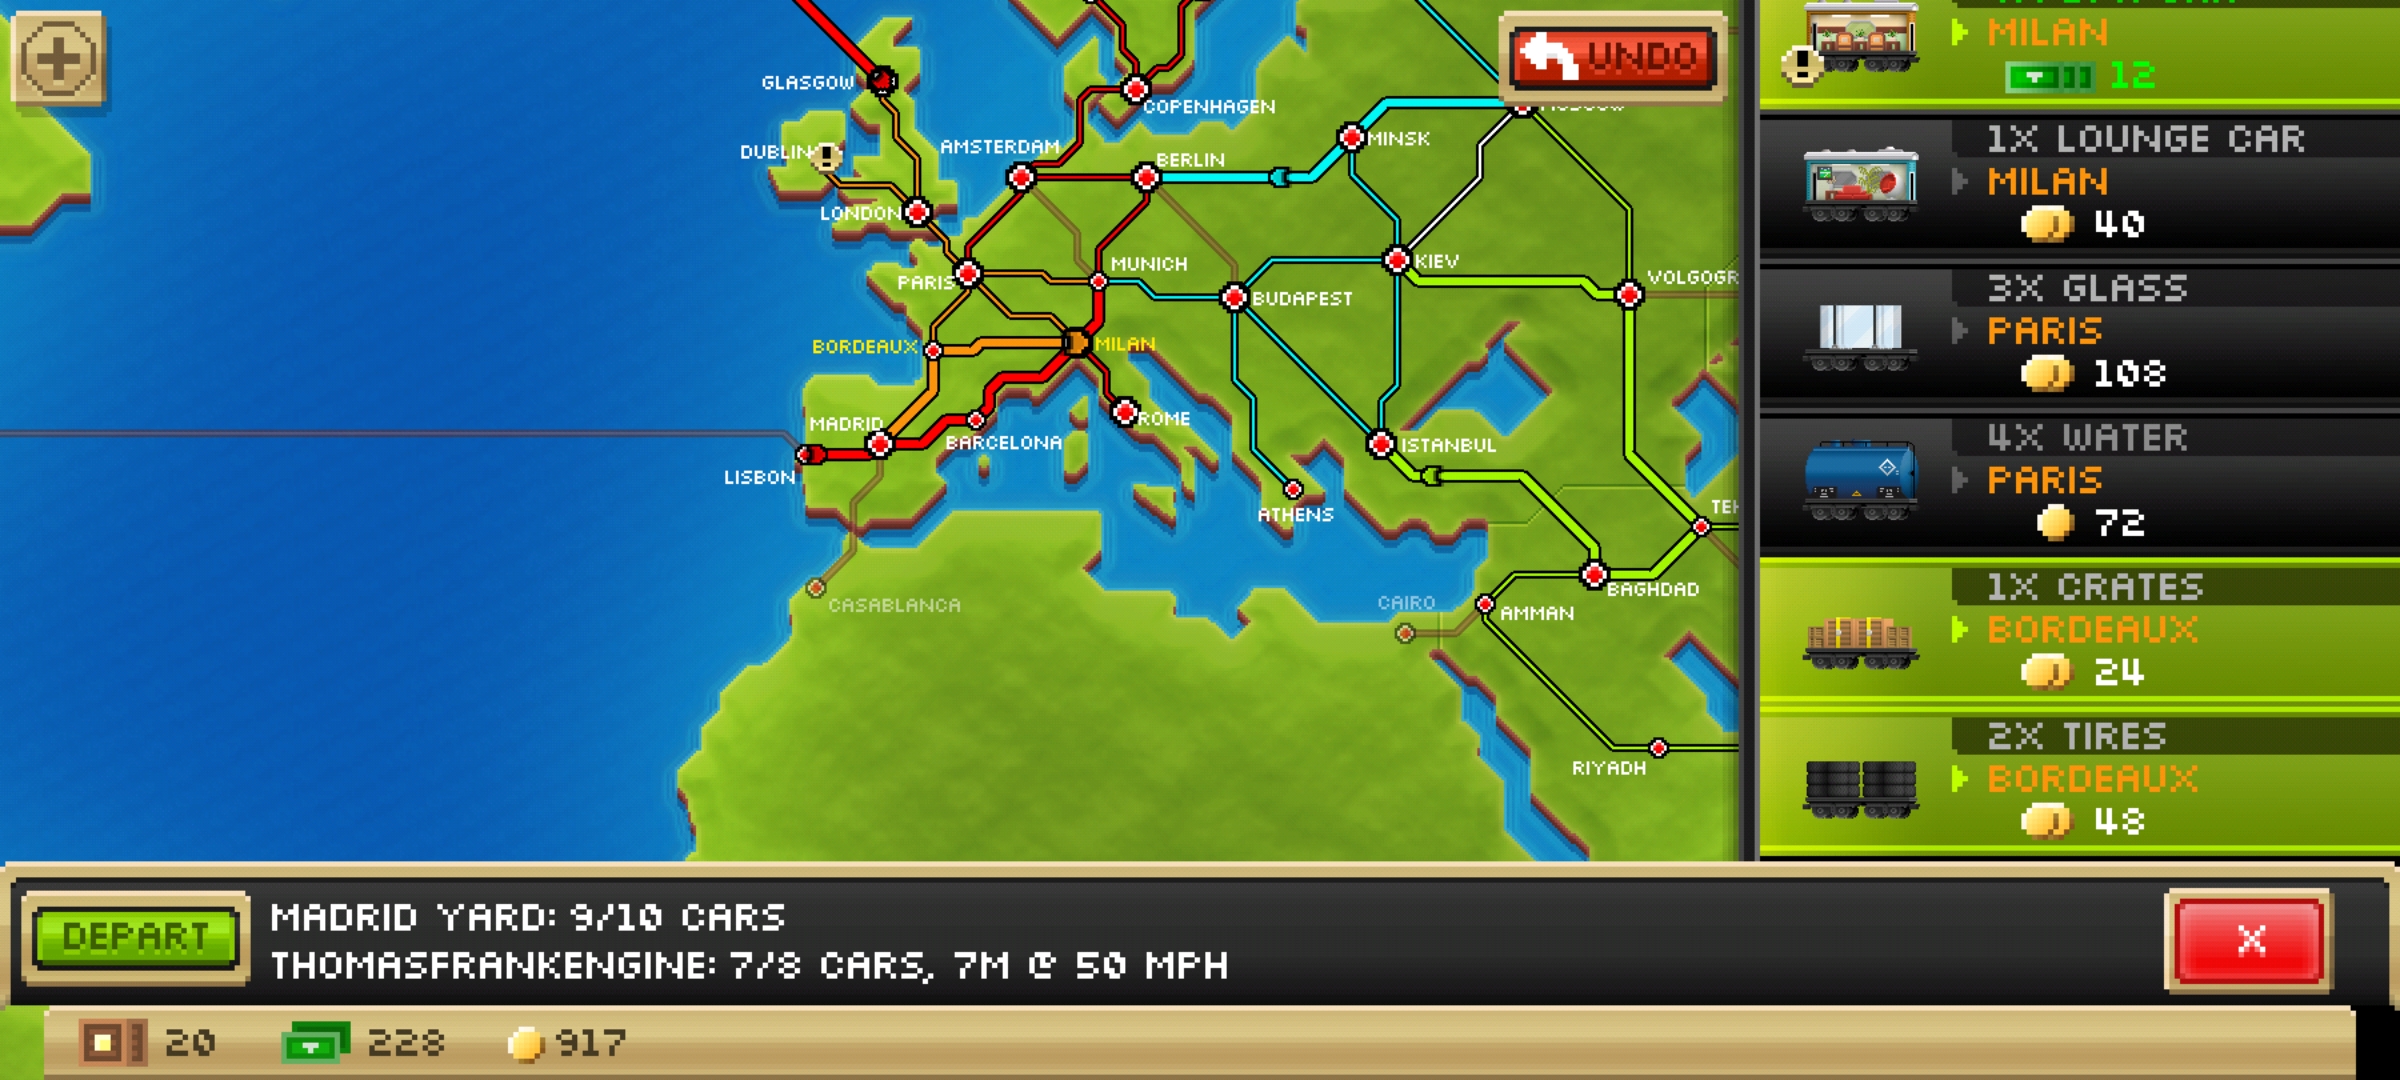 GLASGOW
COPENHAGEN
DUBLIN
AMSTERDAM
BERLIN
MINSK
LONDON
PARIS
MUNICH
BUDAPEST
KIEV
BORDEAUX
MILAN
MADRID
BARCELONA
ROME
LISBON
ISTANBUL
ATHENS
CASABLANCA
CAIRO
AMMAN
BAGHDAD
RIYADH
VOLGOGR
TEH
UNDO
MILAN
12
1X LOUNGE CAR
MILAN
40
3X GLASS
PARIS
108
4X WATER
PARIS
72
1X CRATES
BORDEAUX
24
2X TIRES
BORDEAUX
48
DEPART
MADRID YARD: 9/10 CARS
THOMASFRANKENGINE: 7/8 CARS, 7M @ 50 MPH
X
20
228
917